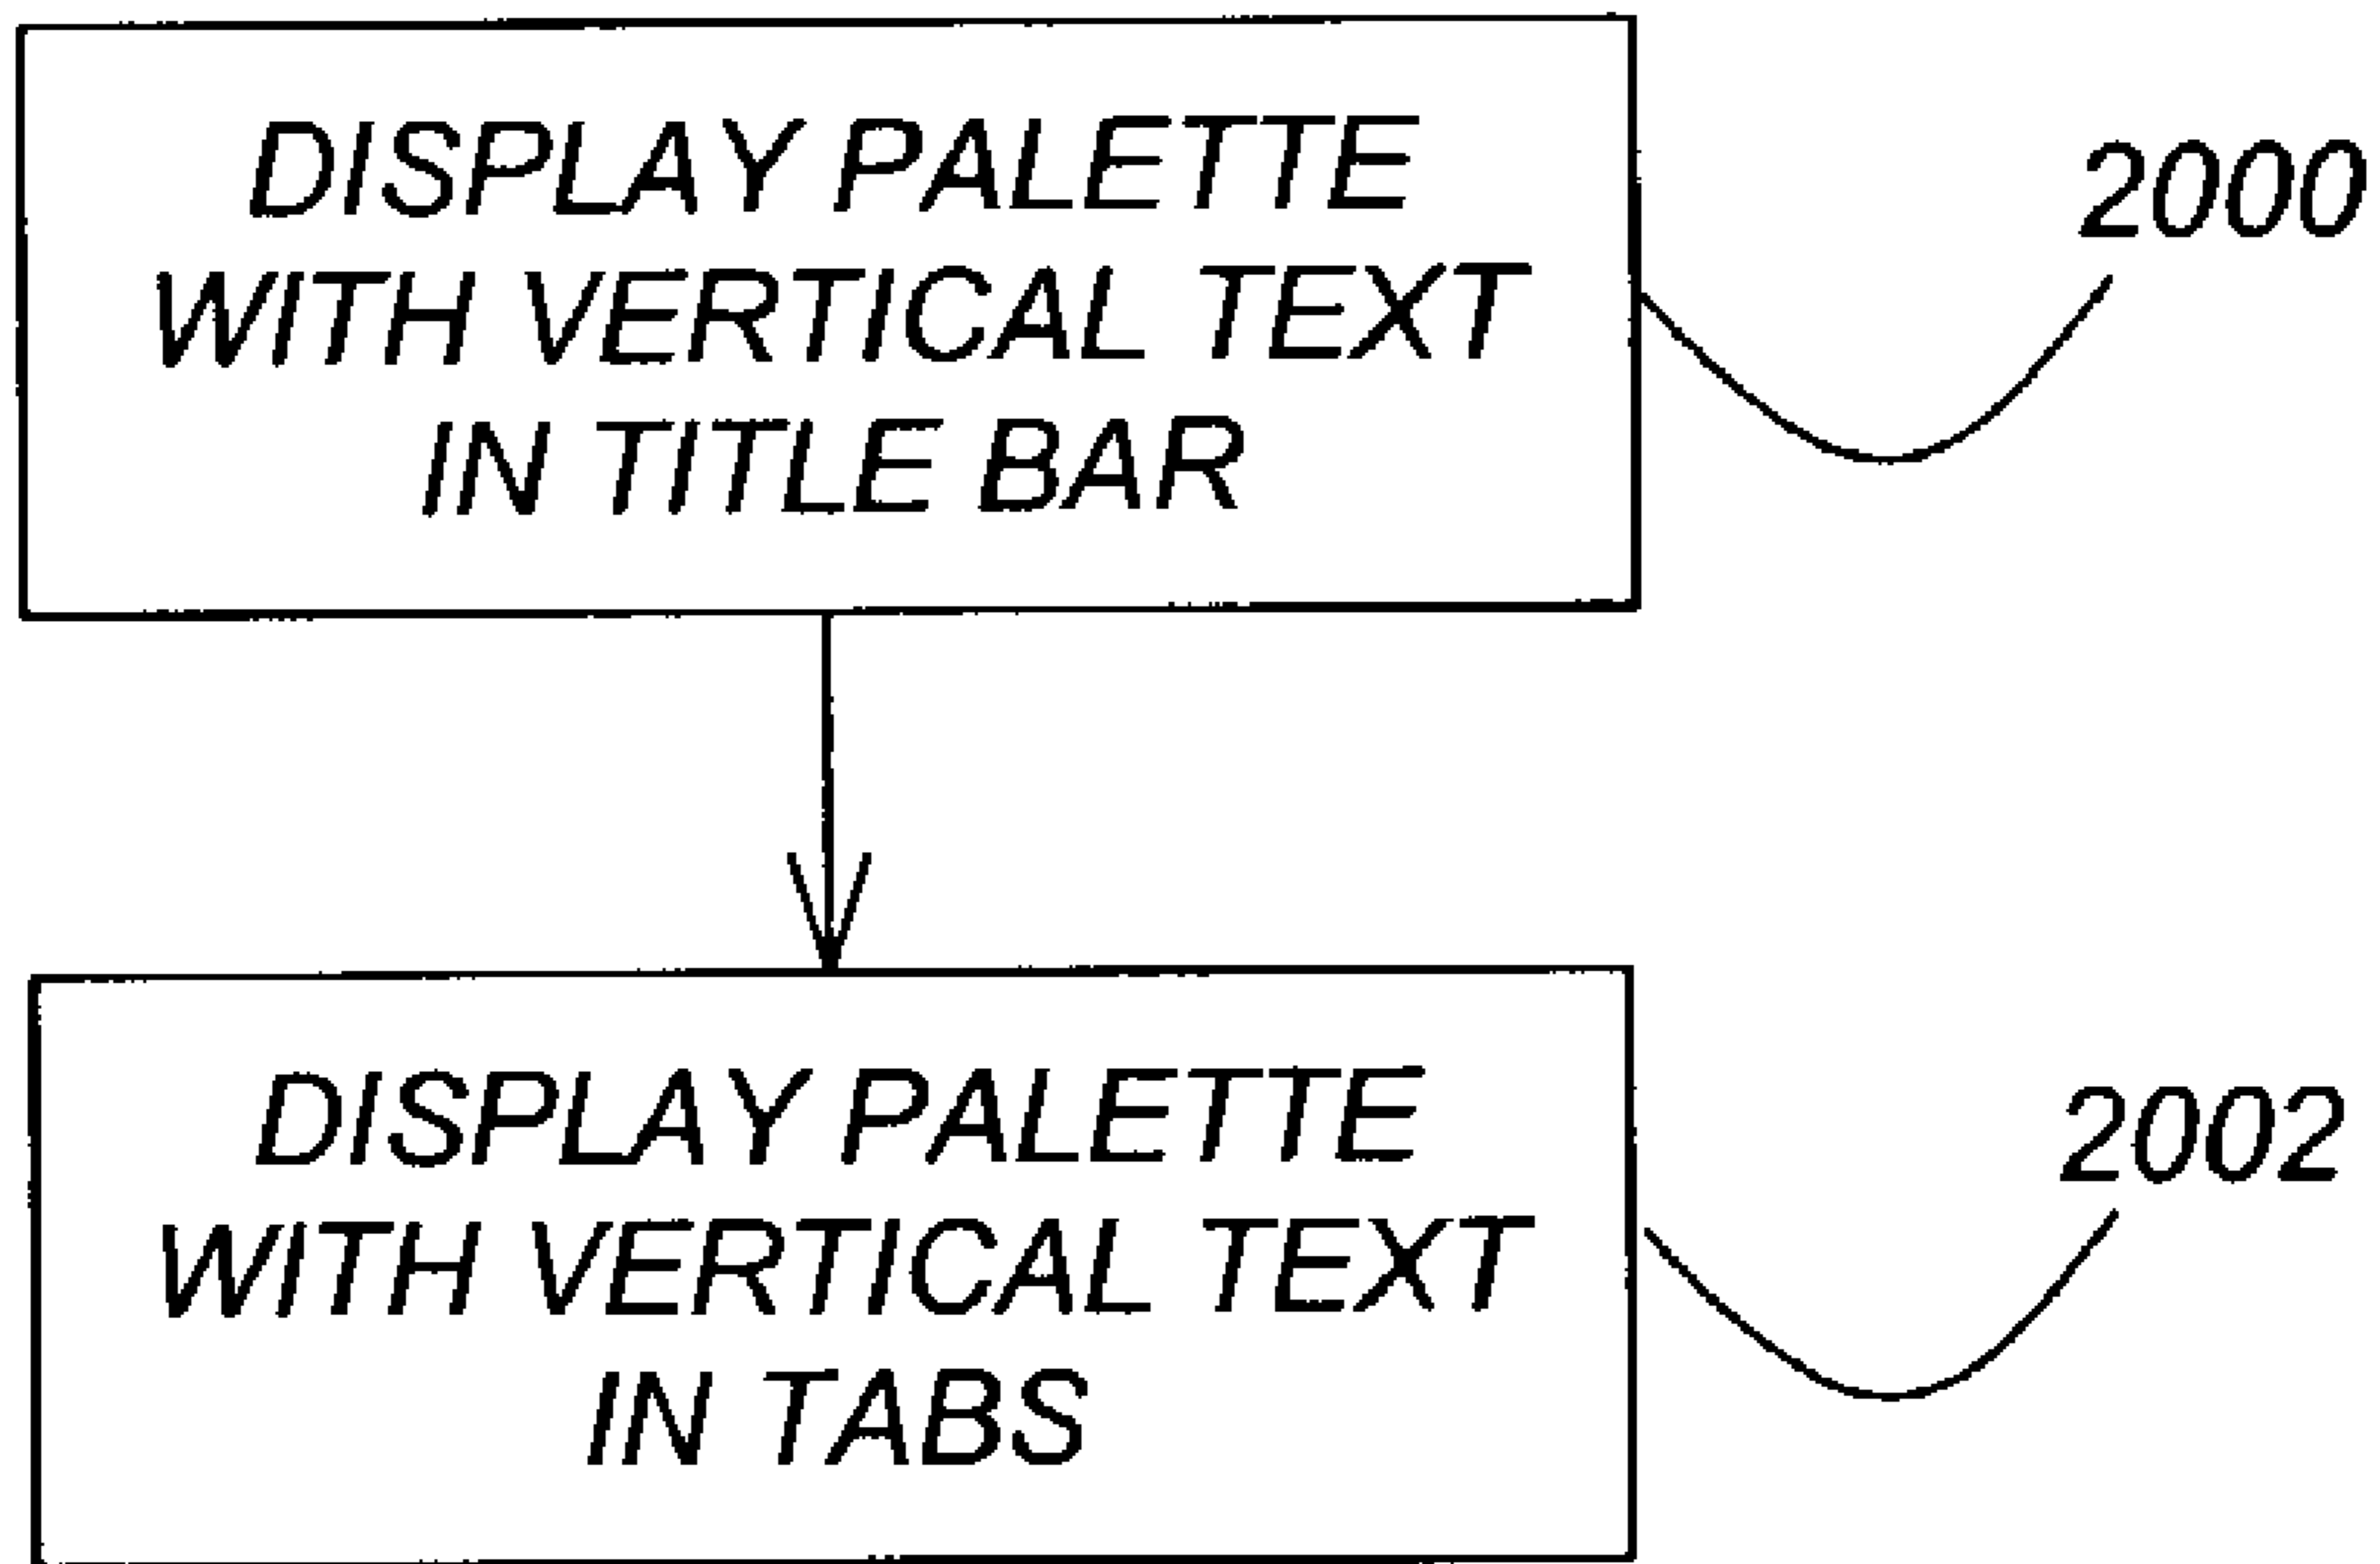 DISPLAY PALETTE
WITH VERTICAL TEXT
IN TITLE BAR
2000
DISPLAY PALETTE
WITH VERTICAL TEXT
IN TABS
2002